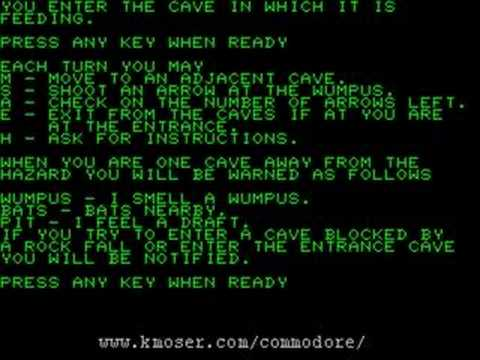 YOU ENTER THE CAVE IN WHICH IT IS
FEEDING.
PRESS ANY KEY WHEN READY
EACH TURN YOU MAY
M - MOVE TO AN ADJACENT CAVE.
S - SHOOT AN ARROW AT THE WUMPUS.
A - CHECK ON THE NUMBER OF ARROWS LEFT.
E - EXIT FROM THE CAVES IF AT YOU ARE
AT THE ENTRANCE.
H - ASK FOR INSTRUCTIONS.
WHEN YOU ARE ONE CAVE AWAY FROM THE
HAZARD YOU WILL BE WARNED AS FOLLOWS
WUMPUS - I SMELL A WUMPUS.
BATS - BATS NEARBY.
PIT - I FEEL A DRAFT.
IF YOU TRY TO ENTER A CAVE BLOCKED BY
A ROCK FALL OR ENTER THE ENTRANCE CAVE
YOU WILL BE NOTIFIED.
PRESS ANY KEY WHEN READY
www.kmoser.com/commodore/